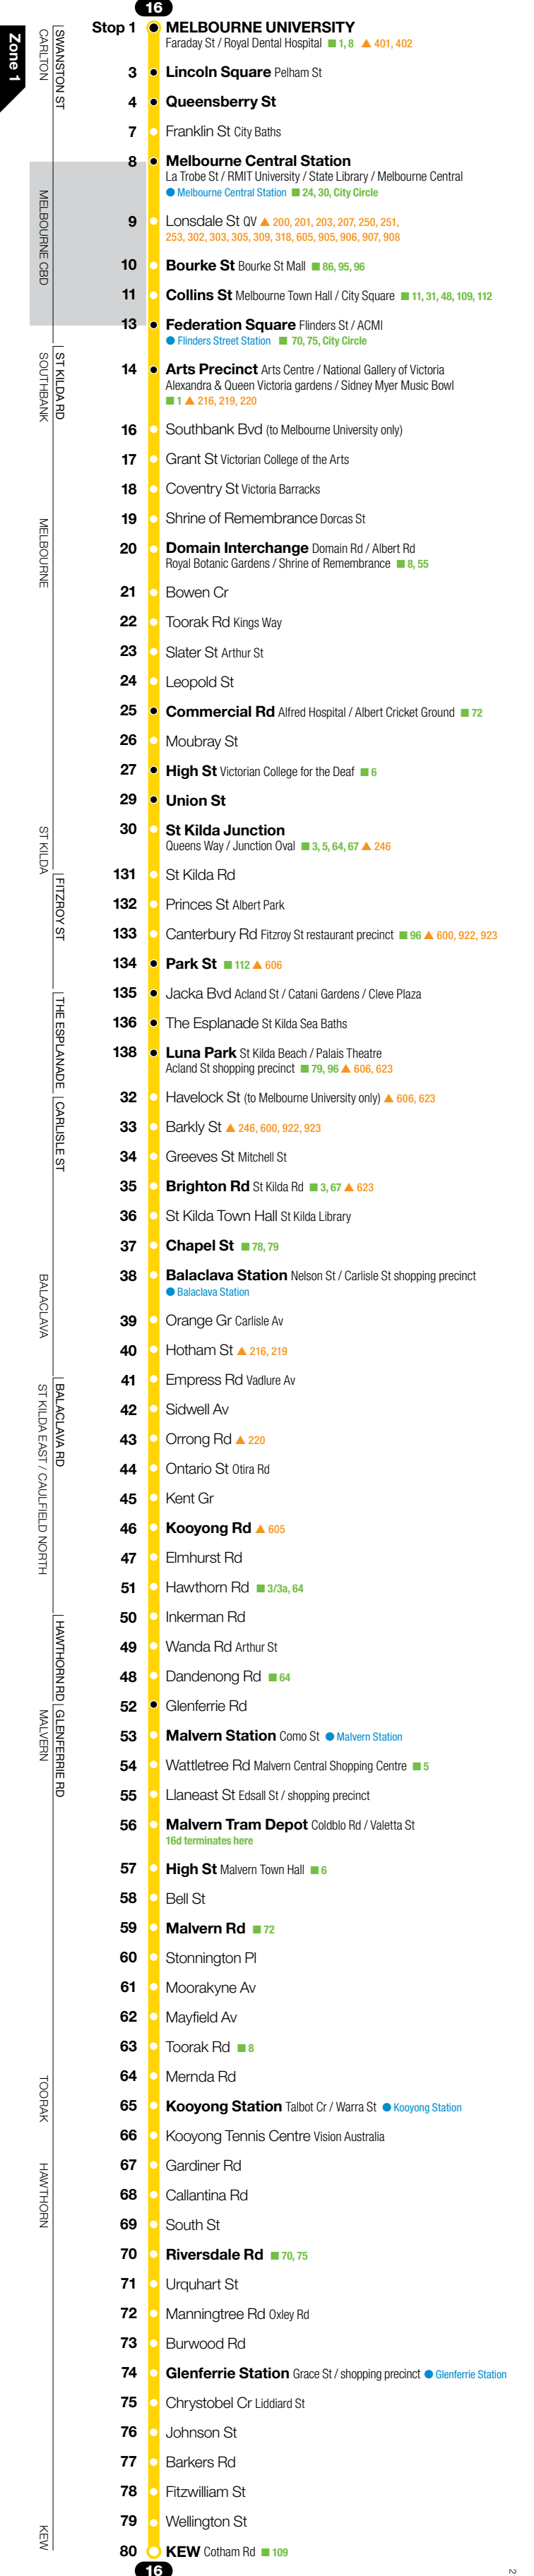 16
Zone 1
SWANSTON ST
CARLTON
MELBOURNE CBD
ST KILDA RD
SOUTHBANK
MELBOURNE
ST KILDA
FITZROY ST
THE ESPLANADE
CARLISLE ST
BALACLAVA
BALACLAVA RD
ST KILDA EAST / CAULFIELD NORTH
HAWTHORN RD
GLENFERRIE RD
MALVERN
TOORAK
HAWTHORN
KEW
Stop 1 MELBOURNE UNIVERSITY
Faraday St / Royal Dental Hospital 1, 8 401, 402
3 Lincoln Square Pelham St
4 Queensberry St
7 Franklin St City Baths
8 Melbourne Central Station
La Trobe St / RMIT University / State Library / Melbourne Central
Melbourne Central Station 24, 30, City Circle
9 Lonsdale St QV 200, 201, 203, 207, 250, 251,
253, 302, 303, 305, 309, 318, 605, 905, 906, 907, 908
10 Bourke St Bourke St Mall 86, 95, 96
11 Collins St Melbourne Town Hall / City Square 11, 31, 48, 109, 112
13 Federation Square Flinders St / ACMI
Flinders Street Station 70, 75, City Circle
14 Arts Precinct Arts Centre / National Gallery of Victoria
Alexandra & Queen Victoria gardens / Sidney Myer Music Bowl
1 216, 219, 220
16 Southbank Bvd (to Melbourne University only)
17 Grant St Victorian College of the Arts
18 Coventry St Victoria Barracks
19 Shrine of Remembrance Dorcas St
20 Domain Interchange Domain Rd / Albert Rd
Royal Botanic Gardens / Shrine of Remembrance 8, 55
21 Bowen Cr
22 Toorak Rd Kings Way
23 Slater St Arthur St
24 Leopold St
25 Commercial Rd Alfred Hospital / Albert Cricket Ground 72
26 Moubray St
27 High St Victorian College for the Deaf 6
29 Union St
30 St Kilda Junction
Queens Way / Junction Oval 3, 5, 64, 67 246
131 St Kilda Rd
132 Princes St Albert Park
133 Canterbury Rd Fitzroy St restaurant precinct 96 600, 922, 923
134 Park St 112 606
135 Jacka Bvd Acland St / Catani Gardens / Cleve Plaza
136 The Esplanade St Kilda Sea Baths
138 Luna Park St Kilda Beach / Palais Theatre
Acland St shopping precinct 79, 96 606, 623
32 Havelock St (to Melbourne University only) 606, 623
33 Barkly St 246, 600, 922, 923
34 Greeves St Mitchell St
35 Brighton Rd St Kilda Rd 3, 67 623
36 St Kilda Town Hall St Kilda Library
37 Chapel St 78, 79
38 Balaclava Station Nelson St / Carlisle St shopping precinct
Balaclava Station
39 Orange Gr Carlisle Av
40 Hotham St 216, 219
41 Empress Rd Vadlure Av
42 Sidwell Av
43 Orrong Rd 220
44 Ontario St Otira Rd
45 Kent Gr
46 Kooyong Rd 605
47 Elmhurst Rd
51 Hawthorn Rd 3/3a, 64
50 Inkerman Rd
49 Wanda Rd Arthur St
48 Dandenong Rd 64
52 Glenferrie Rd
53 Malvern Station Como St Malvern Station
54 Wattletree Rd Malvern Central Shopping Centre 5
55 Llaneast St Edsall St / shopping precinct
56 Malvern Tram Depot Coldblo Rd / Valetta St
16d terminates here
57 High St Malvern Town Hall 6
58 Bell St
59 Malvern Rd 72
60 Stonnington Pl
61 Moorakyne Av
62 Mayfield Av
63 Toorak Rd 8
64 Mernda Rd
65 Kooyong Station Talbot Cr / Warra St Kooyong Station
66 Kooyong Tennis Centre Vision Australia
67 Gardiner Rd
68 Callantina Rd
69 South St
70 Riversdale Rd 70, 75
71 Urquhart St
72 Manningtree Rd Oxley Rd
73 Burwood Rd
74 Glenferrie Station Grace St / shopping precinct Glenferrie Station
75 Chrystobel Cr Liddiard St
76 Johnson St
77 Barkers Rd
78 Fitzwilliam St
79 Wellington St
80 KEW Cotham Rd 109
16
2